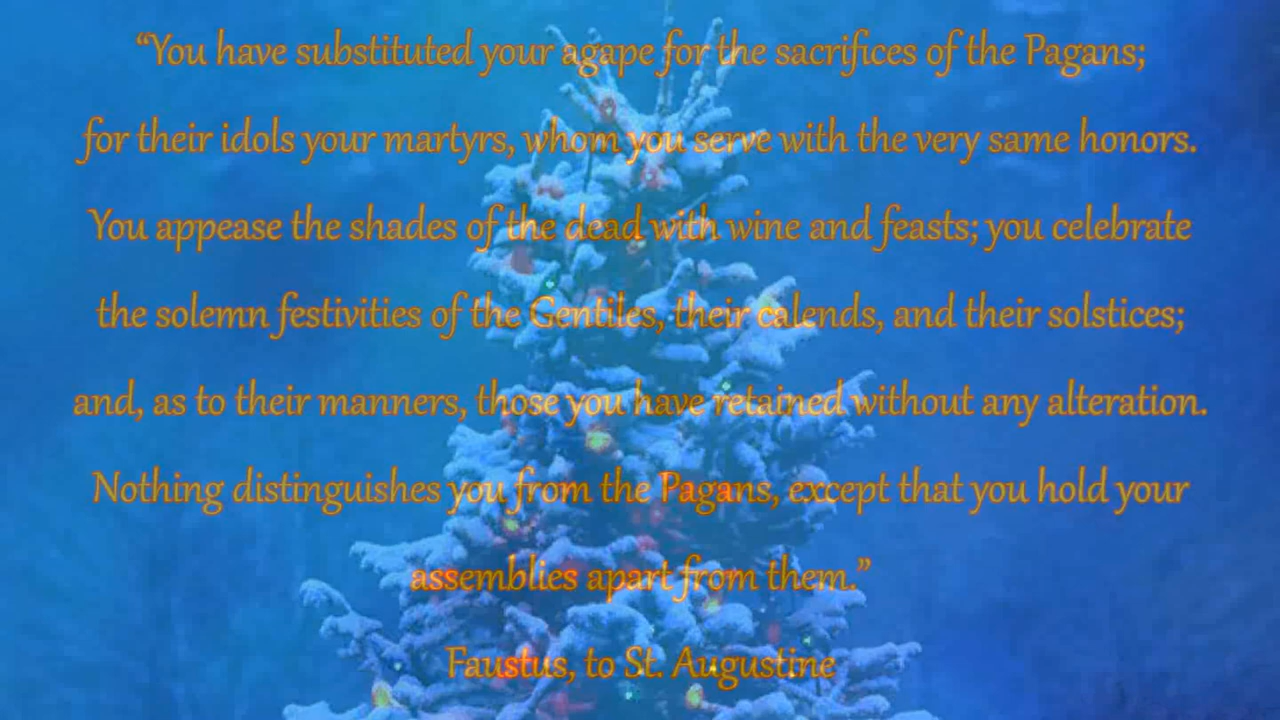 “You have substituted your agape for the sacrifices of the Pagans;
for their idols your martyrs, whom you serve with the very same honors.
You appease the shades of the dead with wine and feasts; you celebrate
the solemn festivities of the Gentiles, their calends, and their solstices;
and, as to their manners, those you have retained without any alteration.
Nothing distinguishes you from the Pagans, except that you hold your
assemblies apart from them.”
Faustus, to St. Augustine